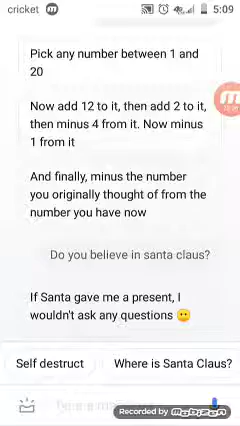 cricket
4G
5:09
Pick any number between 1 and
20
Now add 12 to it, then add 2 to it,
then minus 4 from it. Now minus
1 from it
And finally, minus the number
you originally thought of from the
number you have now
Do you believe in santa claus?
If Santa gave me a present, I
wouldn't ask any questions 😶
Self destruct
Where is Santa Claus?
Recorded by Mobizen